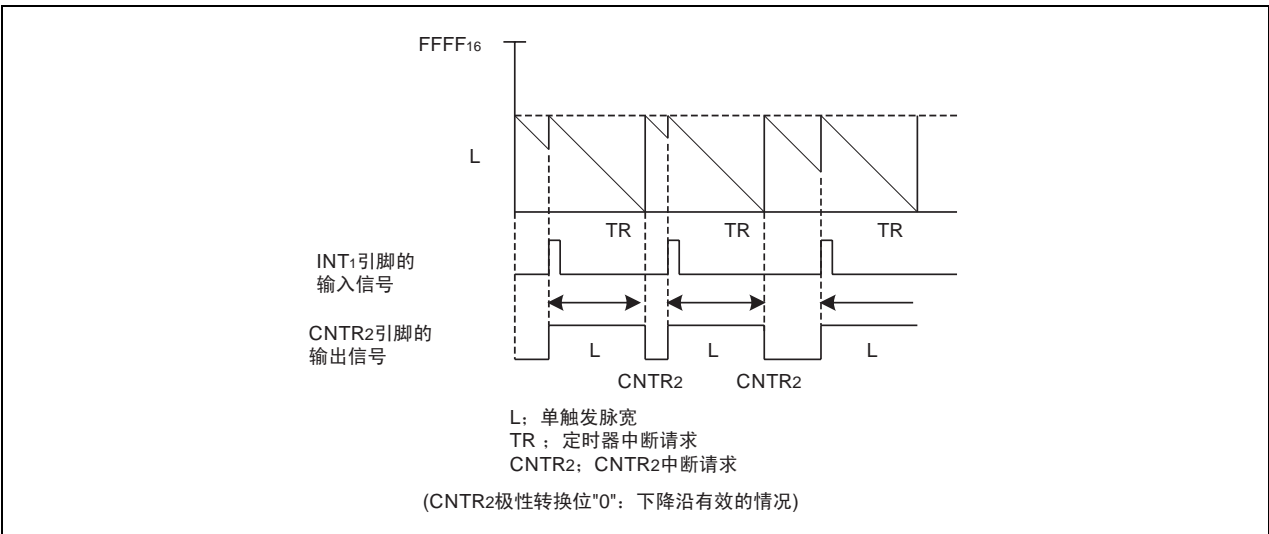 FFFF16
L
TR TR TR
INT1引脚的
输入信号
CNTR2引脚的
输出信号
L L L
CNTR2 CNTR2
L；单触发脉宽
TR ；定时器中断请求
CNTR2；CNTR2中断请求
(CNTR2极性转换位"0"：下降沿有效的情况)